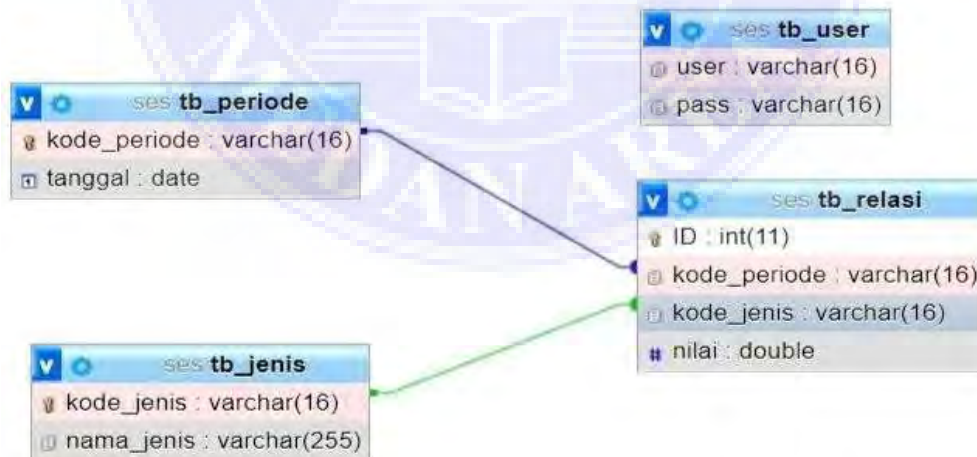 ses tb_user
user : varchar(16)
pass : varchar(16)
ses tb_periode
kode_periode : varchar(16)
tanggal : date
ses tb_relasi
ID : int(11)
kode_periode : varchar(16)
kode_jenis : varchar(16)
# nilai : double
ses tb_jenis
kode_jenis : varchar(16)
nama_jenis : varchar(255)